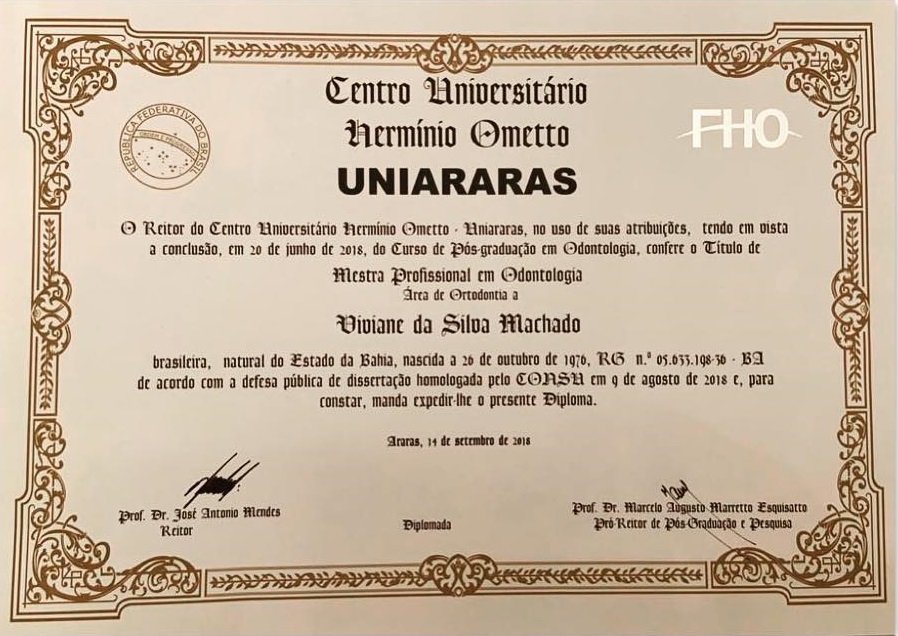 Centro Universitário
Hermínio Ometto
UNIARARAS
REPÚBLICA FEDERATIVA DO BRASIL
FHO
O Reitor do Centro Universitário Hermínio Ometto - Uniararas, no uso de suas atribuições, tendo em vista
a conclusão, em 20 de junho de 2018, do Curso de Pós-graduação em Odontologia, confere o Título de
Mestra Profissional em Odontologia
Área de Ortodontia a
Viviane da Silva Machado
brasileira, natural do Estado da Bahia, nascida a 26 de outubro de 1976, RG n.º 05.633.198-36 - BA
de acordo com a defesa pública de dissertação homologada pelo CONSU em 9 de agosto de 2018 e, para
constar, manda expedir-lhe o presente Diploma.
Araras, 14 de setembro de 2018
Prof. Dr. José Antonio Mendes
Reitor
Diplomada
Prof. Dr. Marcelo Augusto Marretto Esquisatto
Pró-Reitor de Pós-Graduação e Pesquisa